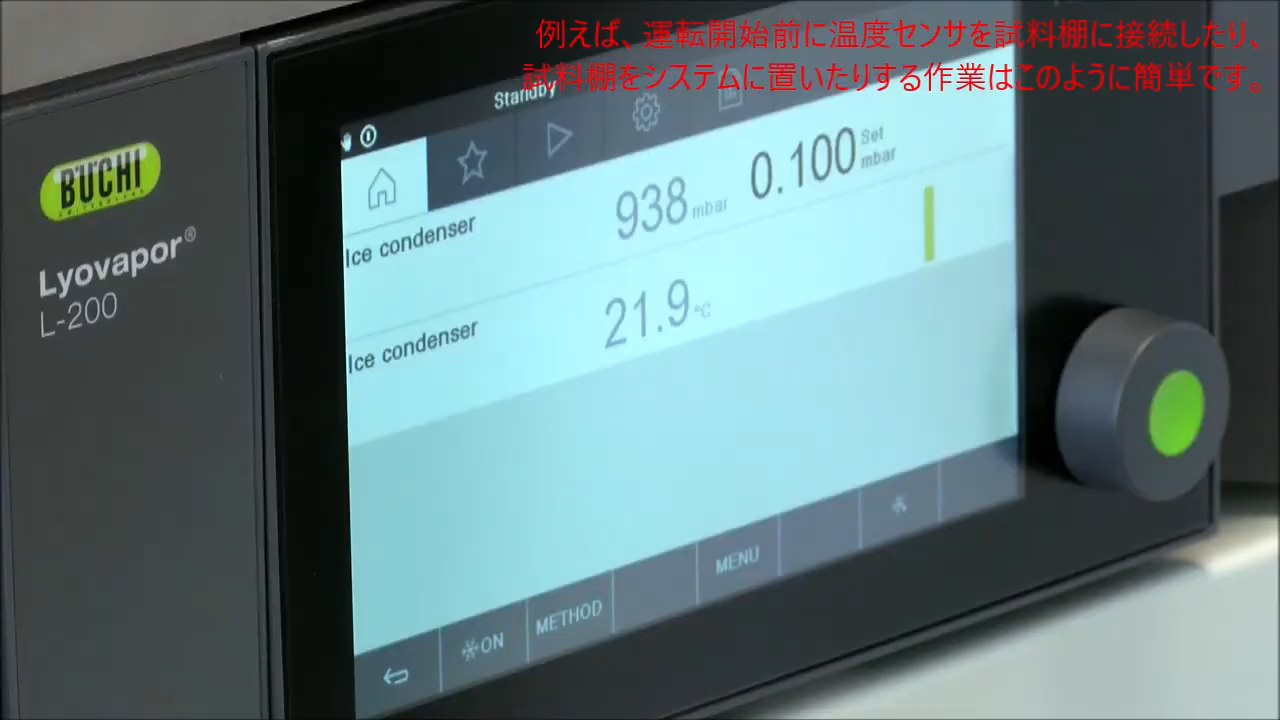 例えば、運転開始前に温度センサを試料棚に接続したり、
試料棚をシステムに置いたりする作業はこのように簡単です。
Standby
BUCHI
SWITZERLAND
Lyovapor®
L-200
Ice condenser 938 mbar 0.100 Set mbar
Ice condenser 21.9 °C
ON METHOD MENU